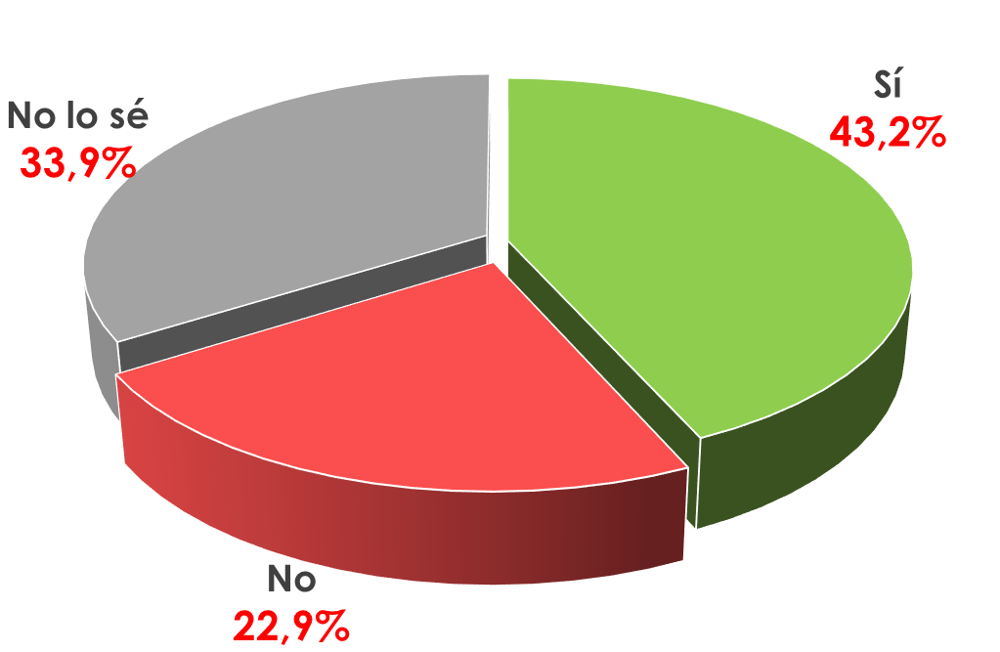 Sí
43,2%
No lo sé
33,9%
No
22,9%